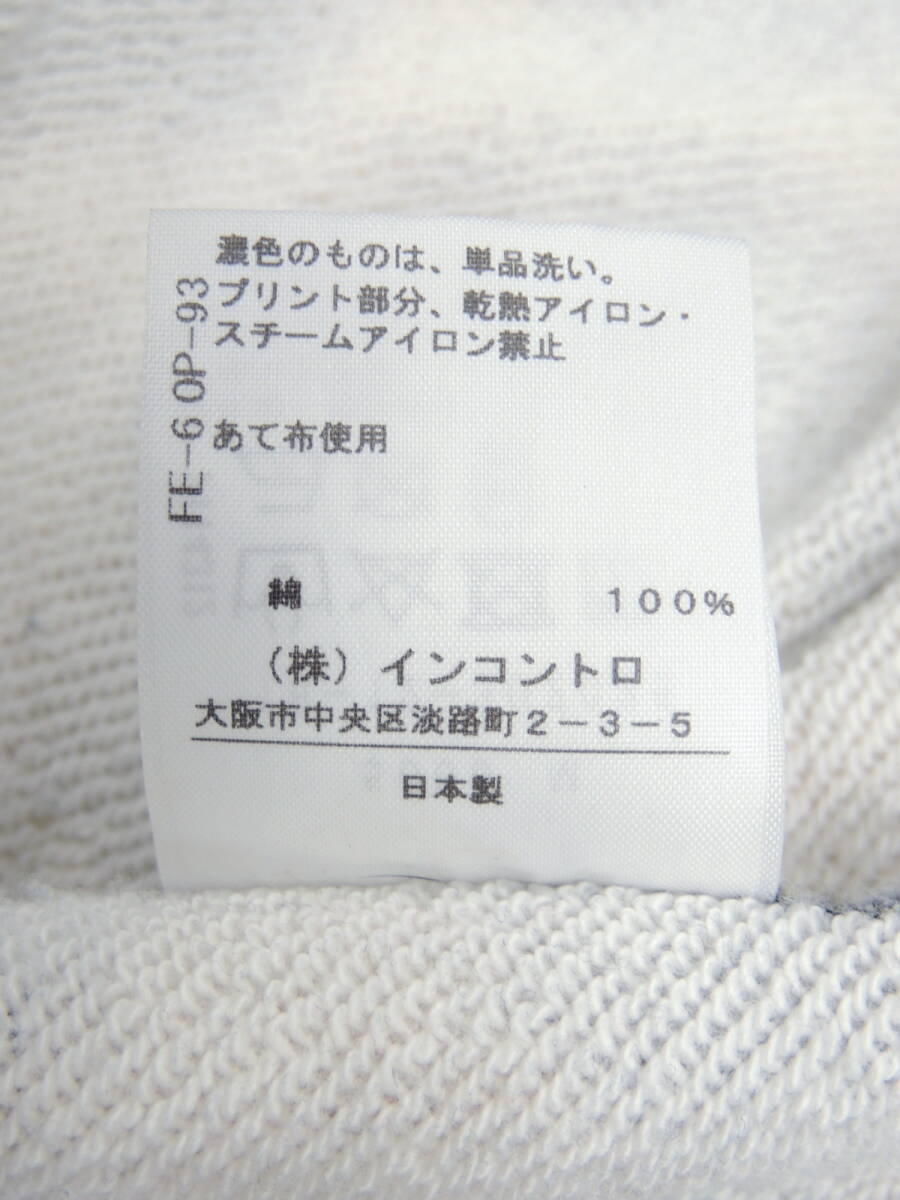 濃色のものは、単品洗い。
プリント部分、乾熱アイロン・
スチームアイロン禁止
あて布使用
FE-6 OP-93
綿 100%
(株)インコントロ
大阪市中央区淡路町2-3-5
日本製